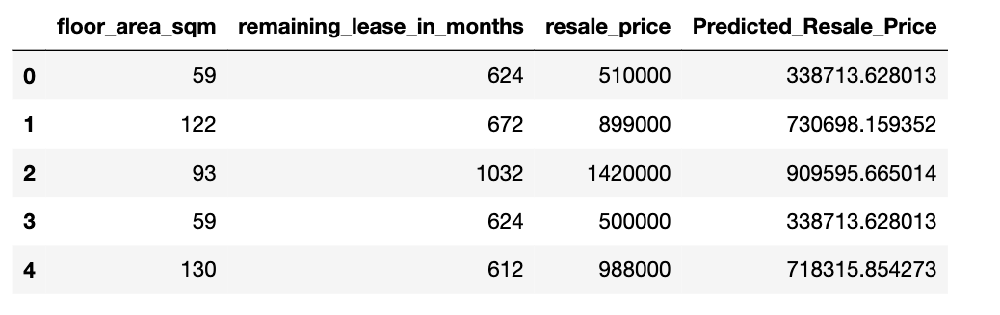 floor_area_sqm remaining_lease_in_months resale_price Predicted_Resale_Price
0 59 624 510000 338713.628013
1 122 672 899000 730698.159352
2 93 1032 1420000 909595.665014
3 59 624 500000 338713.628013
4 130 612 988000 718315.854273